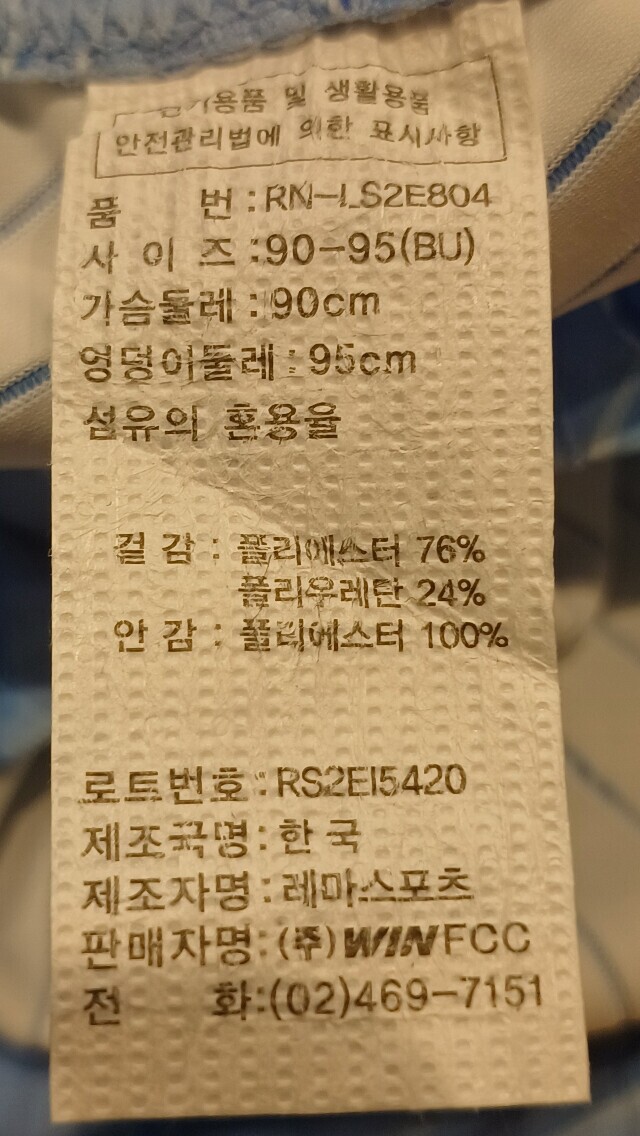 전기용품 및 생활용품
안전관리법에 의한 표시사항
품 번 : RN-LS2E804
사 이 즈 : 90-95(BU)
가슴둘레 : 90cm
엉덩이둘레 : 95cm
섬유의 혼용율
겉 감 : 폴리에스터 76%
폴리우레탄 24%
안 감 : 폴리에스터 100%
로트번호 : RS2EI5420
제조국명 : 한 국
제조자명 : 레마스포츠
판매자명 : (주)WINFCC
전 화:(02)469-7151